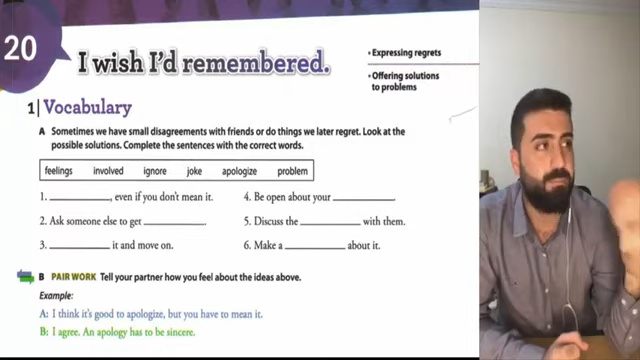 20
I wish I'd remembered.
• Expressing regrets
• Offering solutions
to problems
1 | Vocabulary
A Sometimes we have small disagreements with friends or do things we later regret. Look at the
possible solutions. Complete the sentences with the correct words.
feelings involved ignore joke apologize problem
1. __________, even if you don't mean it.
2. Ask someone else to get __________.
3. __________ it and move on.
4. Be open about your __________.
5. Discuss the __________ with them.
6. Make a __________ about it.
B PAIR WORK Tell your partner how you feel about the ideas above.
Example:
A: I think it's good to apologize, but you have to mean it.
B: I agree. An apology has to be sincere.